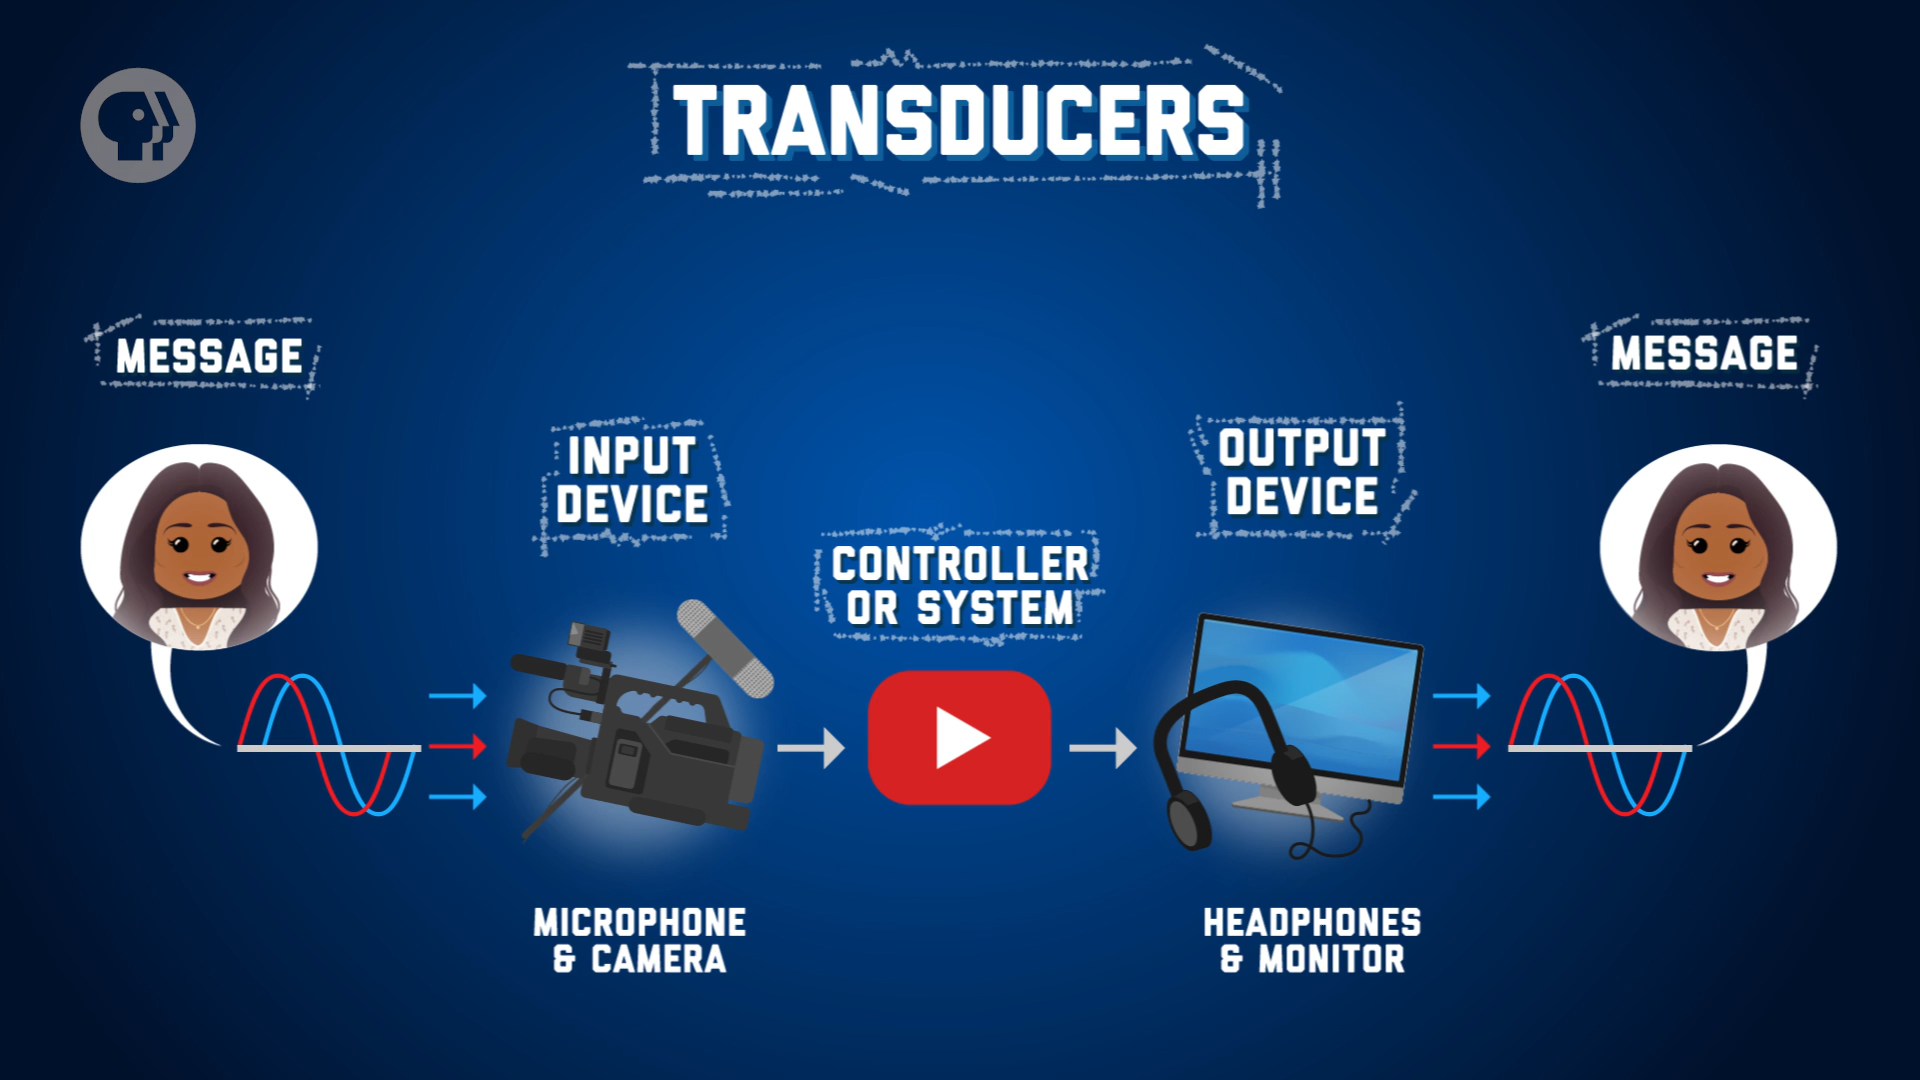 TRANSDUCERS
MESSAGE
INPUT
DEVICE
MICROPHONE
& CAMERA
CONTROLLER
OR SYSTEM
OUTPUT
DEVICE
HEADPHONES
& MONITOR
MESSAGE